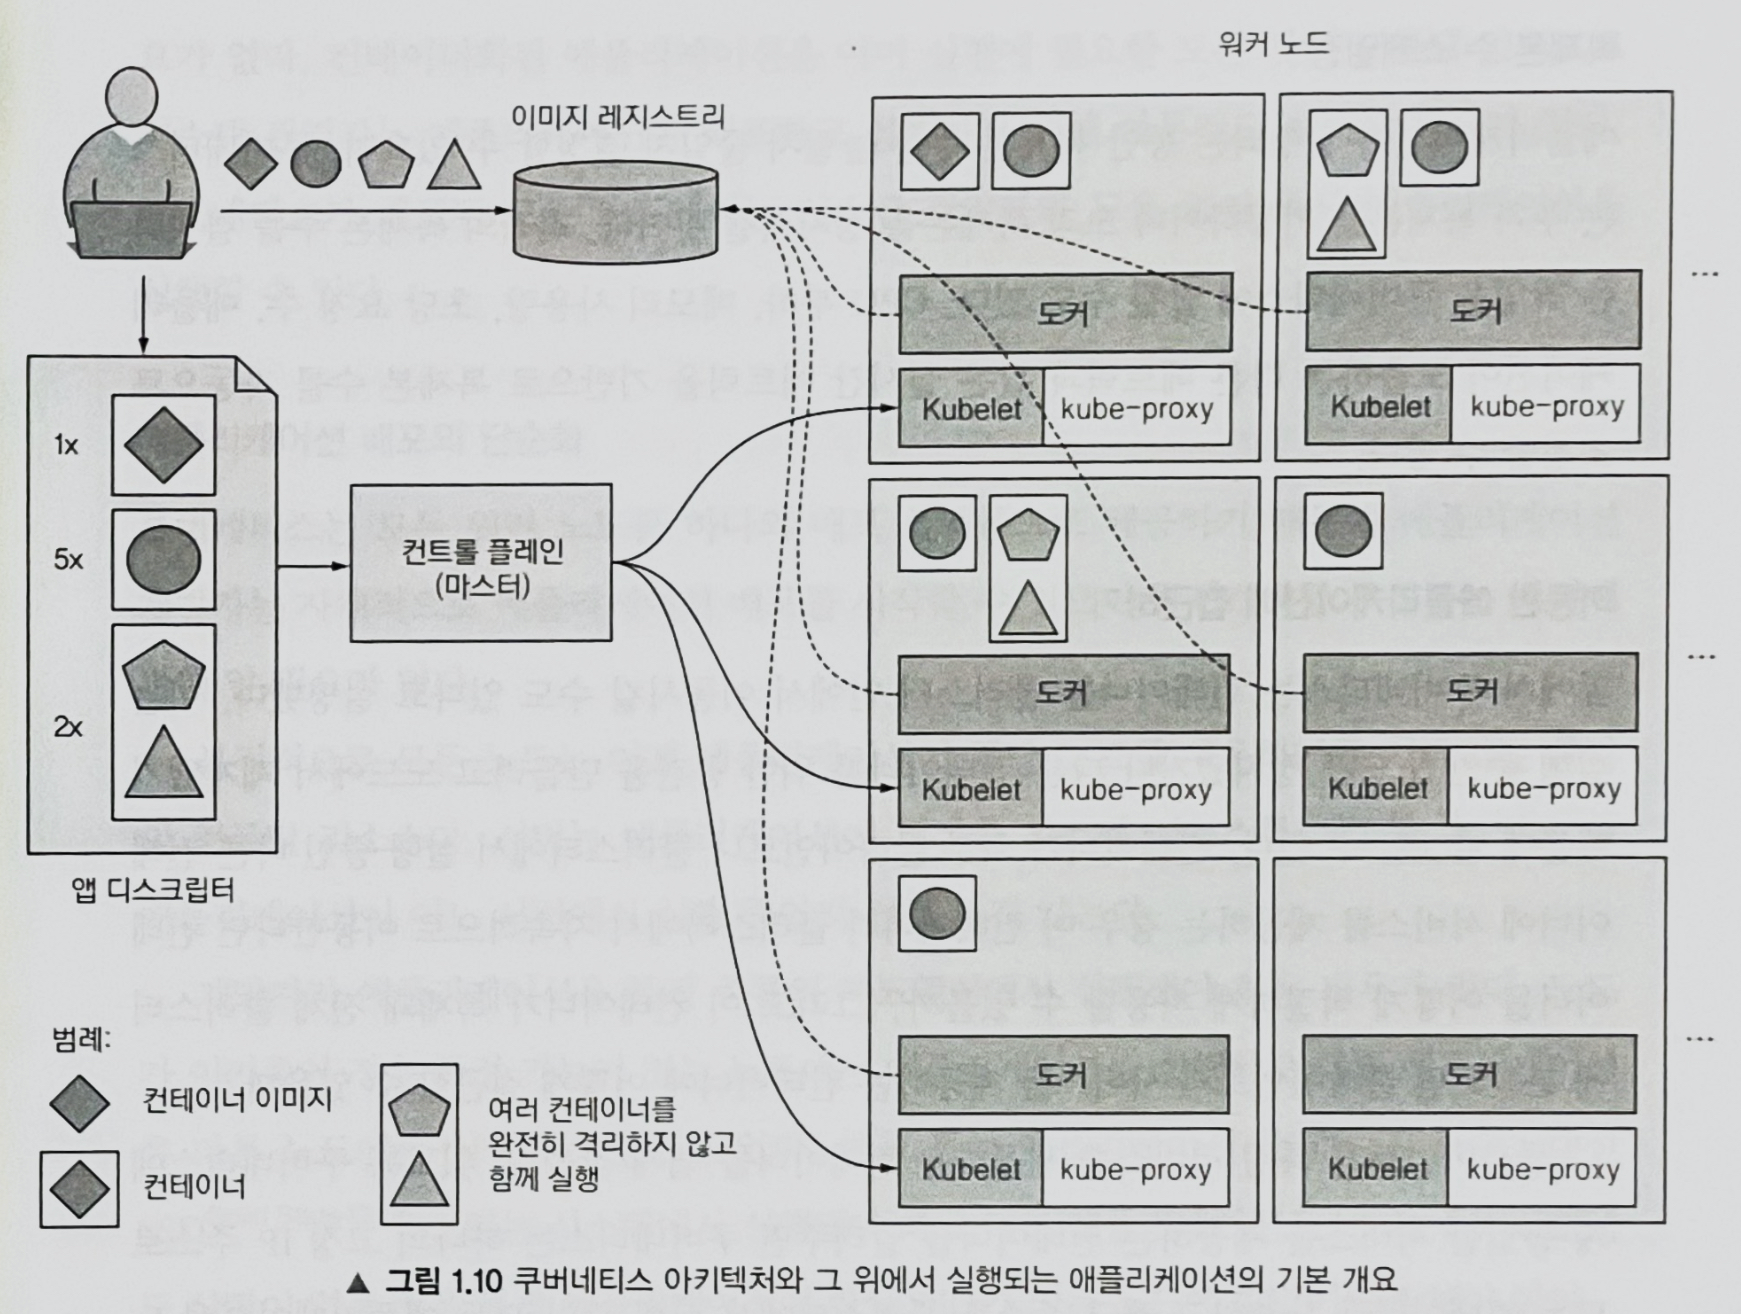 워커 노드
이미지 레지스트리
도커
Kubelet kube-proxy
도커
Kubelet kube-proxy
...
1x
5x
2x
앱 디스크립터
컨트롤 플레인
(마스터)
도커
Kubelet kube-proxy
도커
Kubelet kube-proxy
...
도커
Kubelet kube-proxy
도커
Kubelet kube-proxy
...
범례:
컨테이너 이미지
컨테이너
여러 컨테이너를
완전히 격리하지 않고
함께 실행
▲ 그림 1.10 쿠버네티스 아키텍처와 그 위에서 실행되는 애플리케이션의 기본 개요